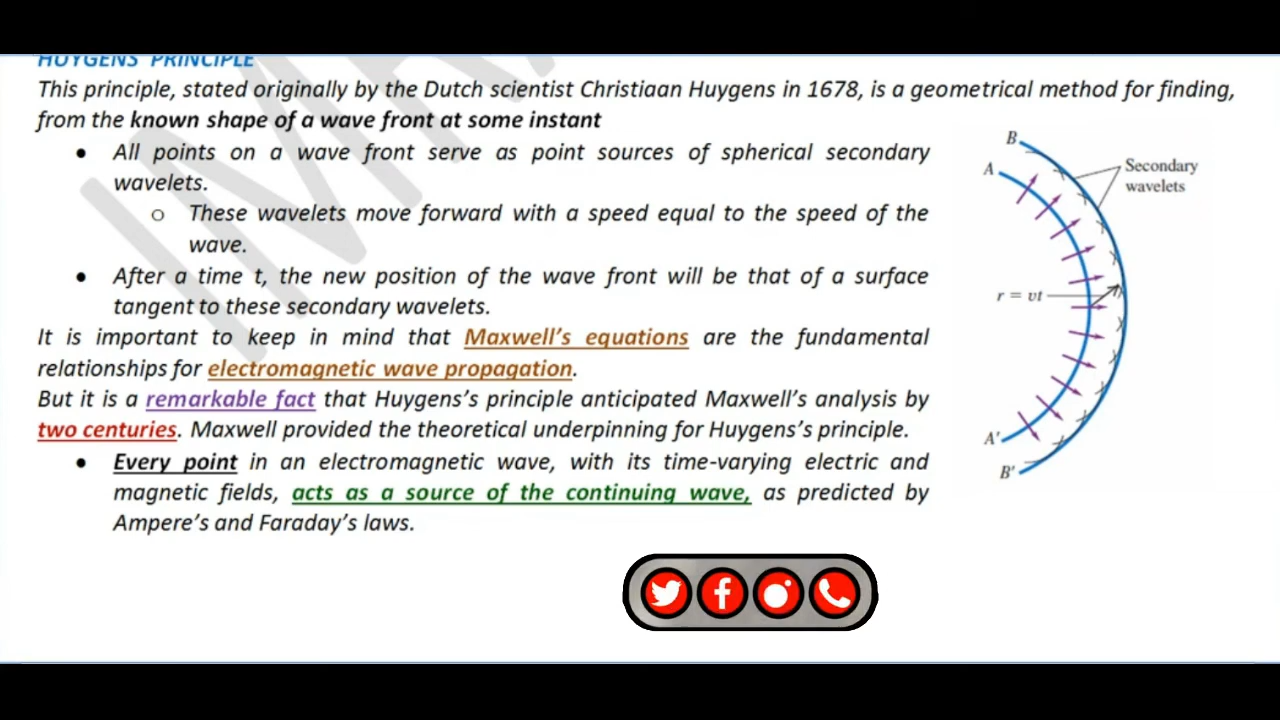 HUYGENS' PRINCIPLE
This principle, stated originally by the Dutch scientist Christiaan Huygens in 1678, is a geometrical method for finding,
from the known shape of a wave front at some instant
• All points on a wave front serve as point sources of spherical secondary
wavelets.
o These wavelets move forward with a speed equal to the speed of the
wave.
• After a time t, the new position of the wave front will be that of a surface
tangent to these secondary wavelets.
It is important to keep in mind that Maxwell's equations are the fundamental
relationships for electromagnetic wave propagation.
But it is a remarkable fact that Huygens's principle anticipated Maxwell's analysis by
two centuries. Maxwell provided the theoretical underpinning for Huygens's principle.
• Every point in an electromagnetic wave, with its time-varying electric and
magnetic fields, acts as a source of the continuing wave, as predicted by
Ampere's and Faraday's laws.
B
A
Secondary
wavelets
r = vt
A'
B'